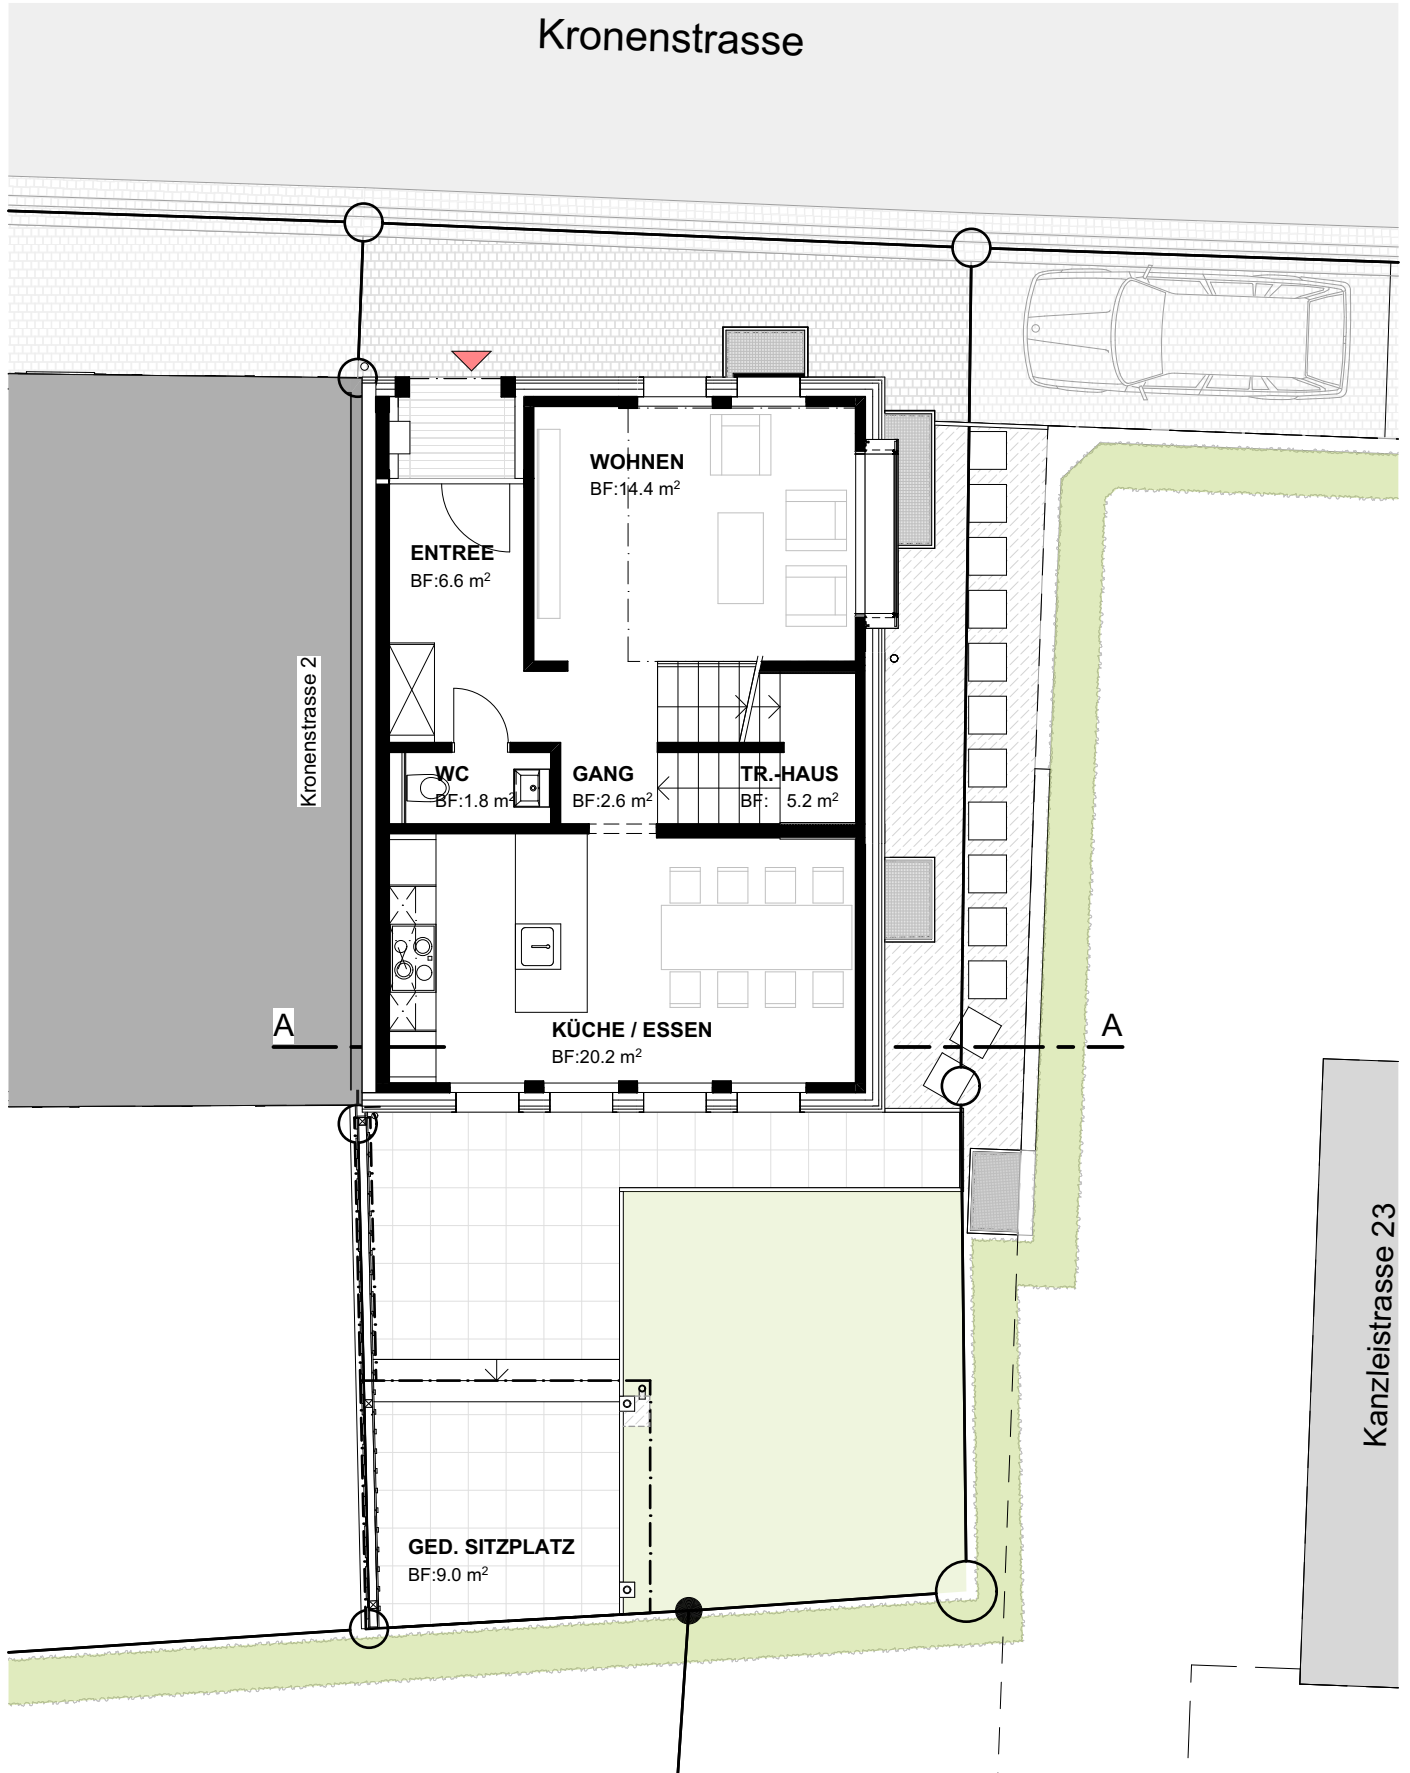 Kronenstrasse
WOHNEN
BF:14.4 m²
ENTREE
BF:6.6 m²
Kronenstrasse 2
WC
BF:1.8 m²
GANG
BF:2.6 m²
TR.-HAUS
BF: 5.2 m²
A
KÜCHE / ESSEN
BF:20.2 m²
A
Kanzleistrasse 23
GED. SITZPLATZ
BF:9.0 m²